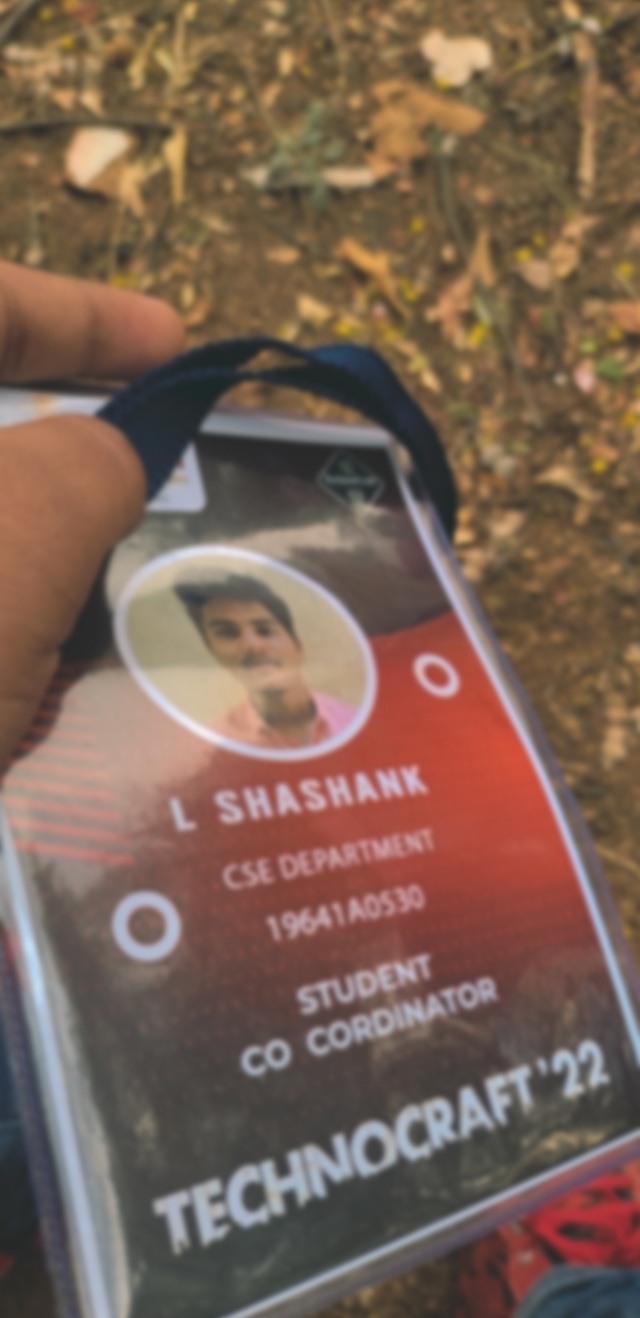 L SHASHANK
CSE DEPARTMENT
19641A0530
STUDENT
CO CORDINATOR
TECHNOCRAFT '22